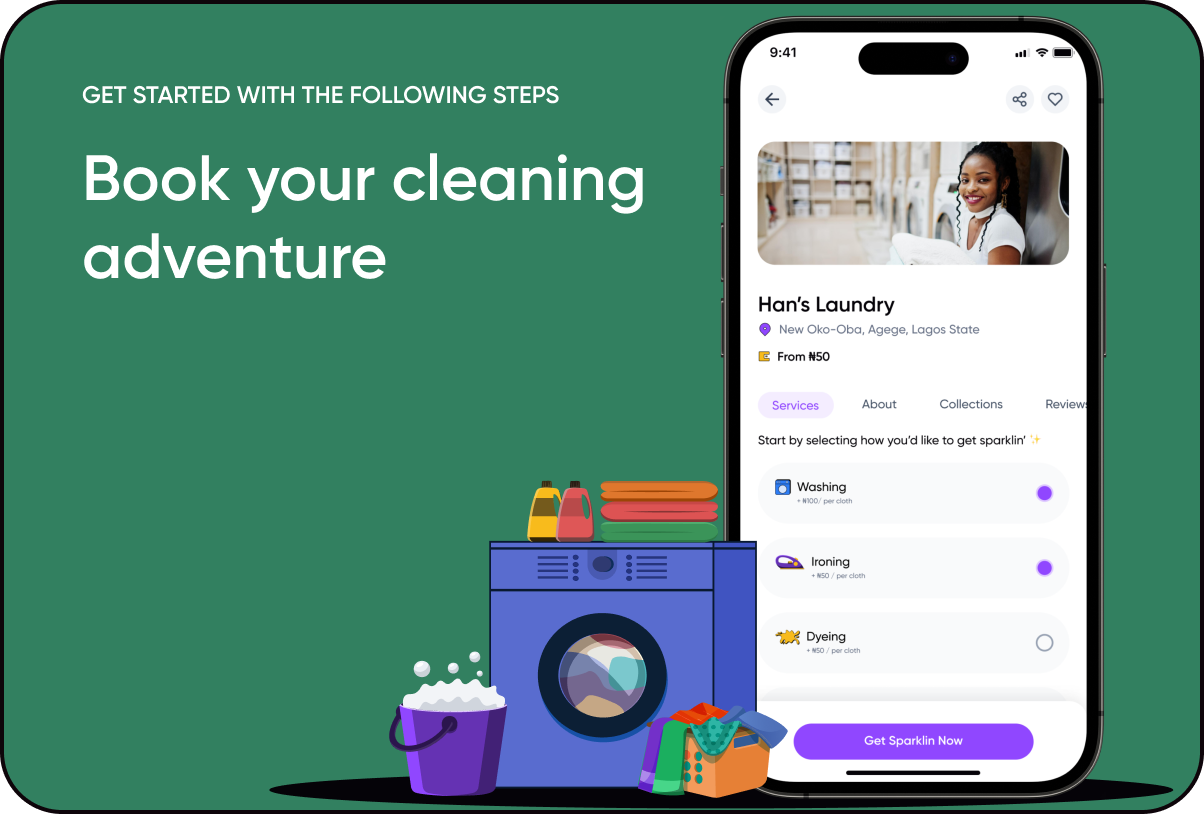 GET STARTED WITH THE FOLLOWING STEPS
Book your cleaning
adventure
9:41
Han's Laundry
New Oko-Oba, Agege, Lagos State
From ₦50
Services About Collections Reviews
Start by selecting how you'd like to get sparklin' ✨
Washing
+ ₦100/ per cloth
Ironing
+ ₦50 / per cloth
Dyeing
+ ₦50 / per cloth
Get Sparklin Now